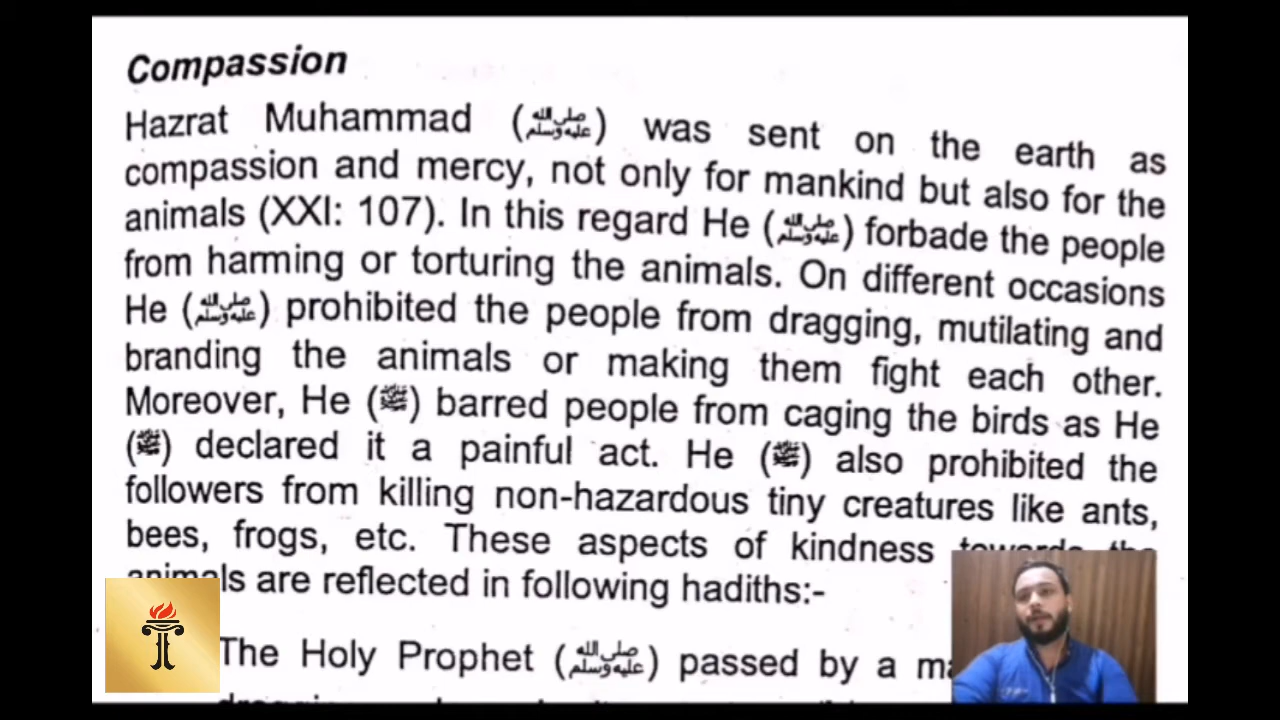 Compassion
Hazrat Muhammad (صلى الله عليه وسلم) was sent on the earth as
compassion and mercy, not only for mankind but also for the
animals (XXI: 107). In this regard He (صلى الله عليه وسلم) forbade the people
from harming or torturing the animals. On different occasions
He (صلى الله عليه وسلم) prohibited the people from dragging, mutilating and
branding the animals or making them fight each other.
Moreover, He (ﷺ) barred people from caging the birds as He
(ﷺ) declared it a painful act. He (ﷺ) also prohibited the
followers from killing non-hazardous tiny creatures like ants,
bees, frogs, etc. These aspects of kindness towards the
animals are reflected in following hadiths:-
The Holy Prophet (صلى الله عليه وسلم) passed by a